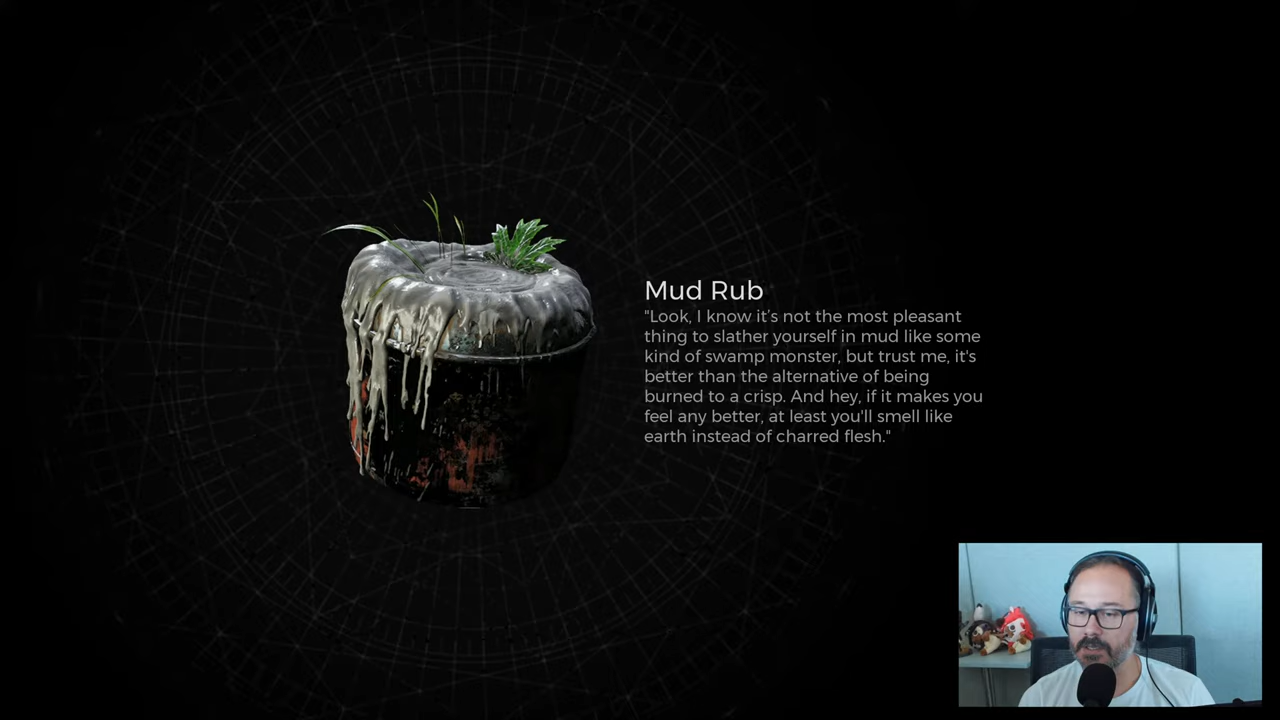 Mud Rub
"Look, I know it's not the most pleasant
thing to slather yourself in mud like some
kind of swamp monster, but trust me, it's
better than the alternative of being
burned to a crisp. And hey, if it makes you
feel any better, at least you'll smell like
earth instead of charred flesh."